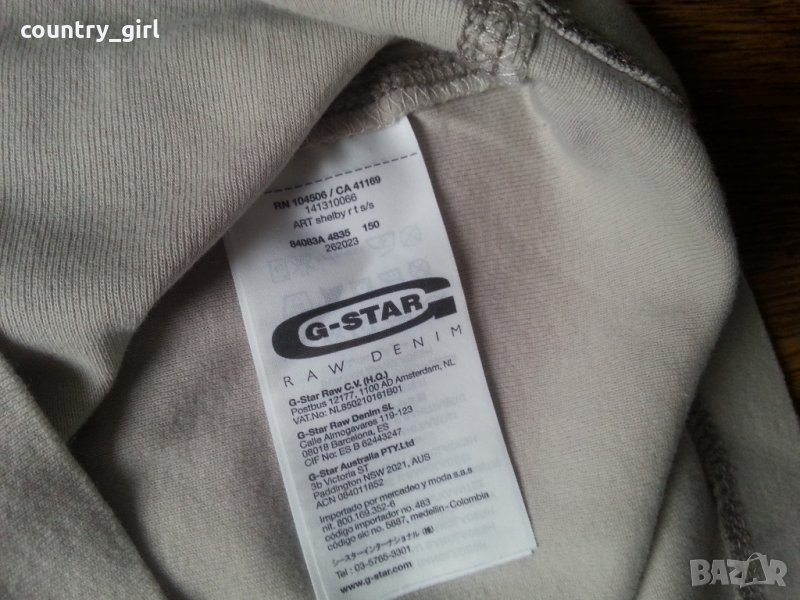 country_girl
RN 104506 / CA 41169
141310066
ART shelby r t s/s
84083A 4835 150
262023
G-STAR
RAW DENIM
G-Star Raw C.V. (H.Q.)
Postbus 12177, 1100 AD Amsterdam, NL
VAT.No: NL850210161B01
G-Star Raw Denim SL
Calle Almogavares 119-123
08018 Barcelona, ES
CIF No: ES B 62443247
G-Star Australia PTY.Ltd
3b Victoria ST
Paddington NSW 2021, AUS
ACN 084011852
Importado por mercadeo y moda s.a.s
nit. 800.169.352-6
código importador no. 483
código sic no. 5887, medellin-Colombia
ジースターインターナショナル (株)
Tel : 03-5765-3301
www.g-star.com
BAZAR